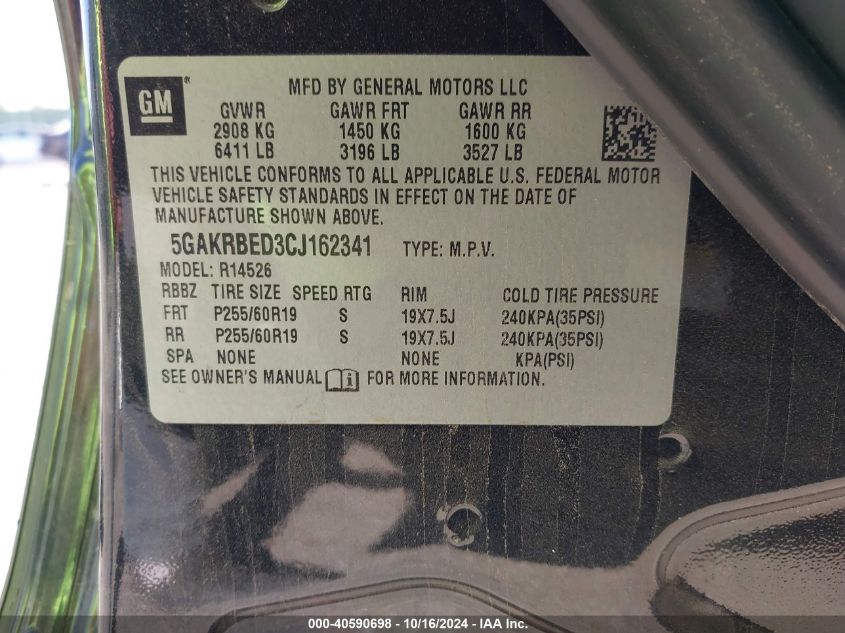 GM®
MFD BY GENERAL MOTORS LLC
GVWR GAWR FRT GAWR RR
2908 KG 1450 KG 1600 KG
6411 LB 3196 LB 3527 LB
THIS VEHICLE CONFORMS TO ALL APPLICABLE U.S. FEDERAL MOTOR
VEHICLE SAFETY STANDARDS IN EFFECT ON THE DATE OF
MANUFACTURE SHOWN ABOVE.
5GAKRBED3CJ162341 TYPE: M.P.V.
MODEL: R14526
RBBZ TIRE SIZE SPEED RTG RIM COLD TIRE PRESSURE
FRT P255/60R19 S 19X7.5J 240KPA(35PSI)
RR P255/60R19 S 19X7.5J 240KPA(35PSI)
SPA NONE NONE KPA(PSI)
SEE OWNER'S MANUAL FOR MORE INFORMATION.
000-40590698 - 10/16/2024 - IAA Inc.